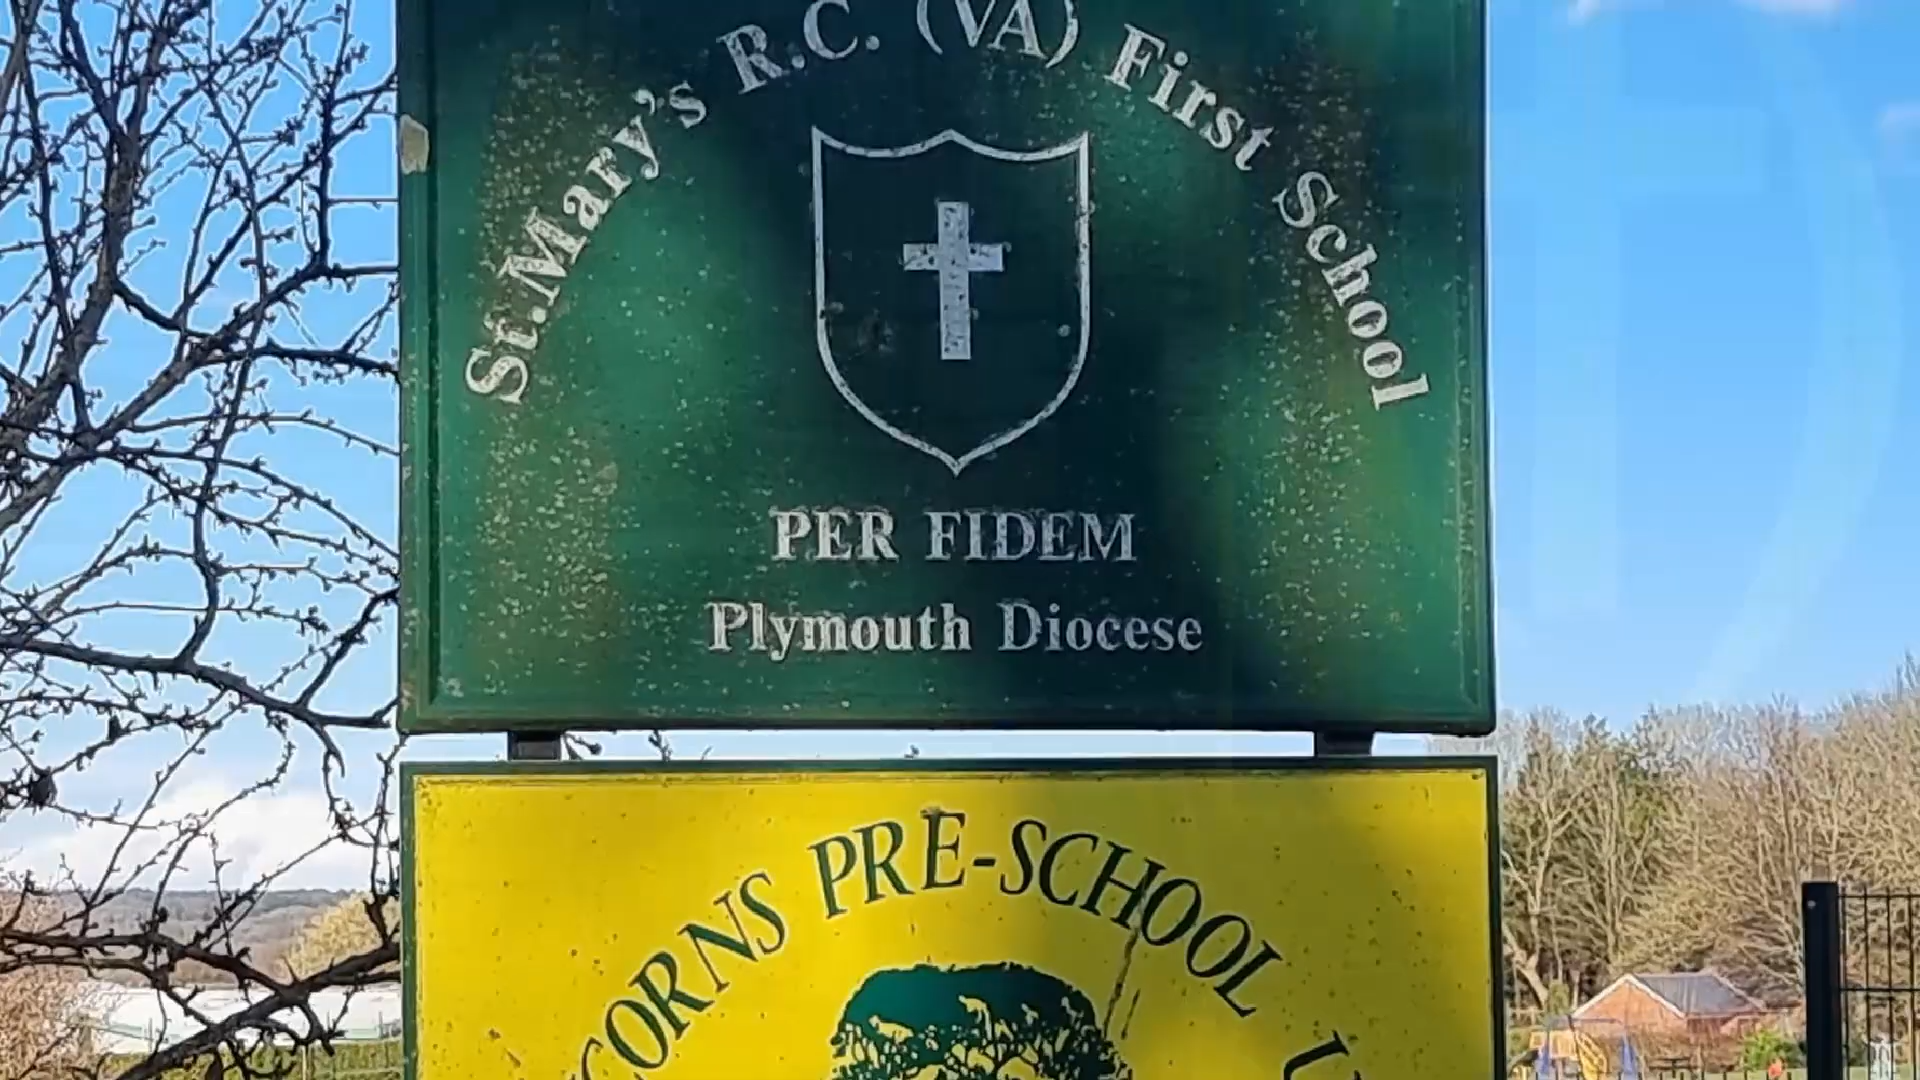 St.Mary's R.C. (VA) First School
PER FIDEM
Plymouth Diocese
CORNS PRE-SCHOOL